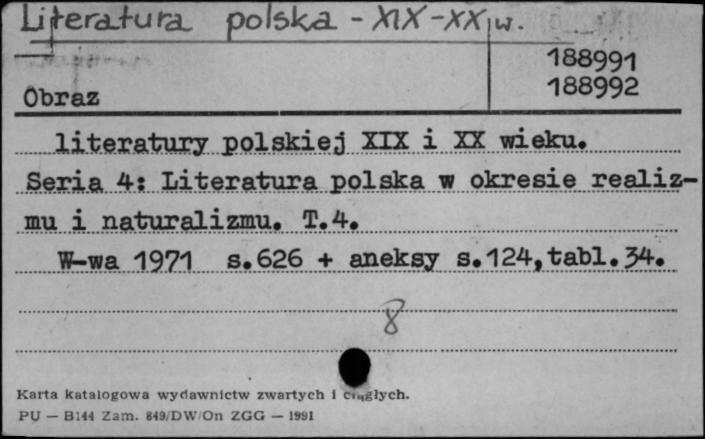 Literatura polska - XIX-XX w.
188991
188992
Obraz
literatury polskiej XIX i XX wieku.
Seria 4: Literatura polska w okresie realiz-
mu i naturalizmu. T.4.
W-wa 1971 s.626 + aneksy s.124,tabl.34.
8
Karta katalogowa wydawnictw zwartych i ciągłych.
PU — B144 Zam. 849/DW/On ZGG — 1991